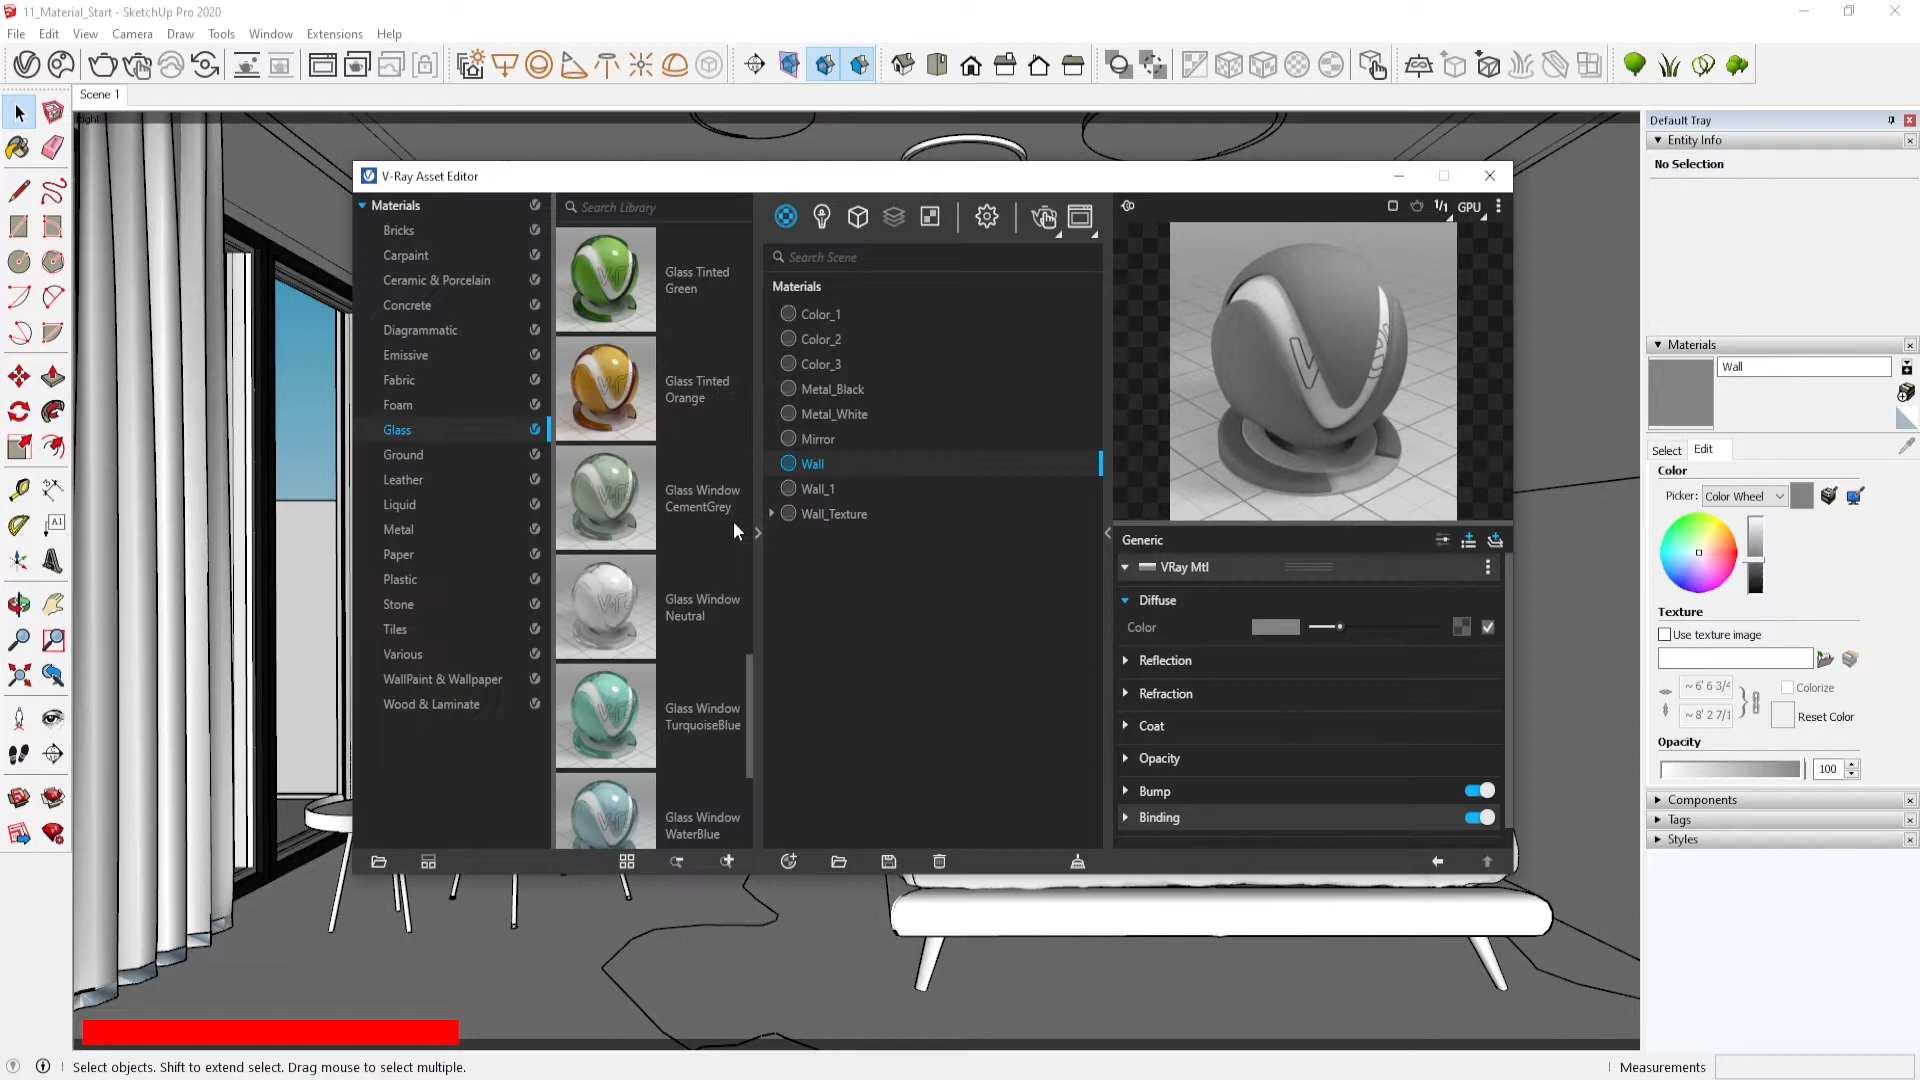 11_Material_Start - SketchUp Pro 2020
File Edit View Camera Draw Tools Window Extensions Help
Scene 1
V-Ray Asset Editor
Materials
Bricks
Carpaint
Ceramic & Porcelain
Concrete
Diagrammatic
Emissive
Fabric
Foam
Glass
Ground
Leather
Liquid
Metal
Paper
Plastic
Stone
Tiles
Various
WallPaint & Wallpaper
Wood & Laminate
Search Library
Glass Tinted
Green
Glass Tinted
Orange
Glass Window
CementGrey
Glass Window
Neutral
Glass Window
TurquoiseBlue
Glass Window
WaterBlue
Search Scene
Materials
Color_1
Color_2
Color_3
Metal_Black
Metal_White
Mirror
Wall
Wall_1
Wall_Texture
1/1 GPU
Generic
VRay Mtl
Diffuse
Color
Reflection
Refraction
Coat
Opacity
Bump
Binding
Default Tray
Entity Info
No Selection
Materials
Wall
Select Edit
Color
Picker: Color Wheel
Texture
Use texture image
~ 6' 6 3/4
Colorize
~ 8' 2 7/1
Reset Color
Opacity
100
Components
Tags
Styles
Select objects. Shift to extend select. Drag mouse to select multiple.
Measurements